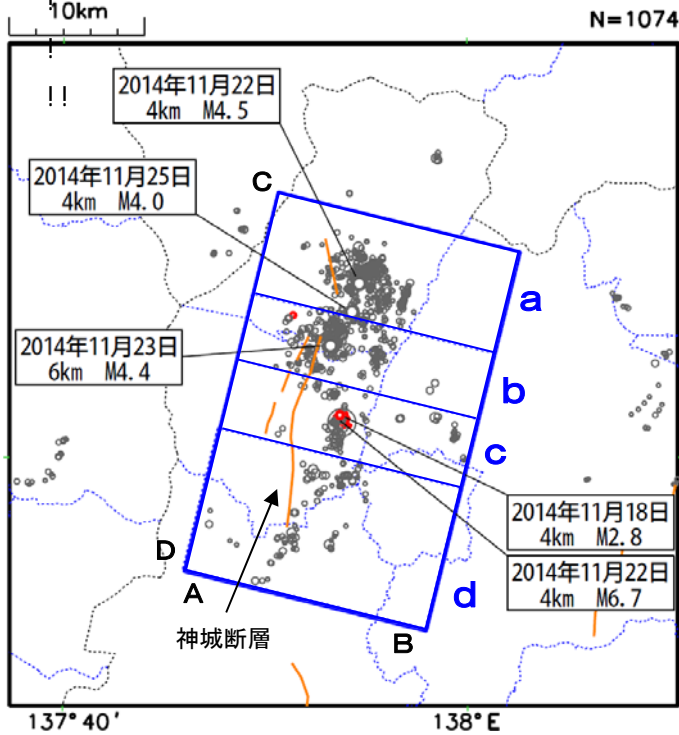 10km
N=1074
!
!
!!
2014年11月22日
4km M4.5
2014年11月25日
4km M4.0
C
a
2014年11月23日
6km M4.4
b
c
2014年11月18日
4km M2.8
2014年11月22日
4km M6.7
D
A
d
B
神城断層
137°40'
138°E